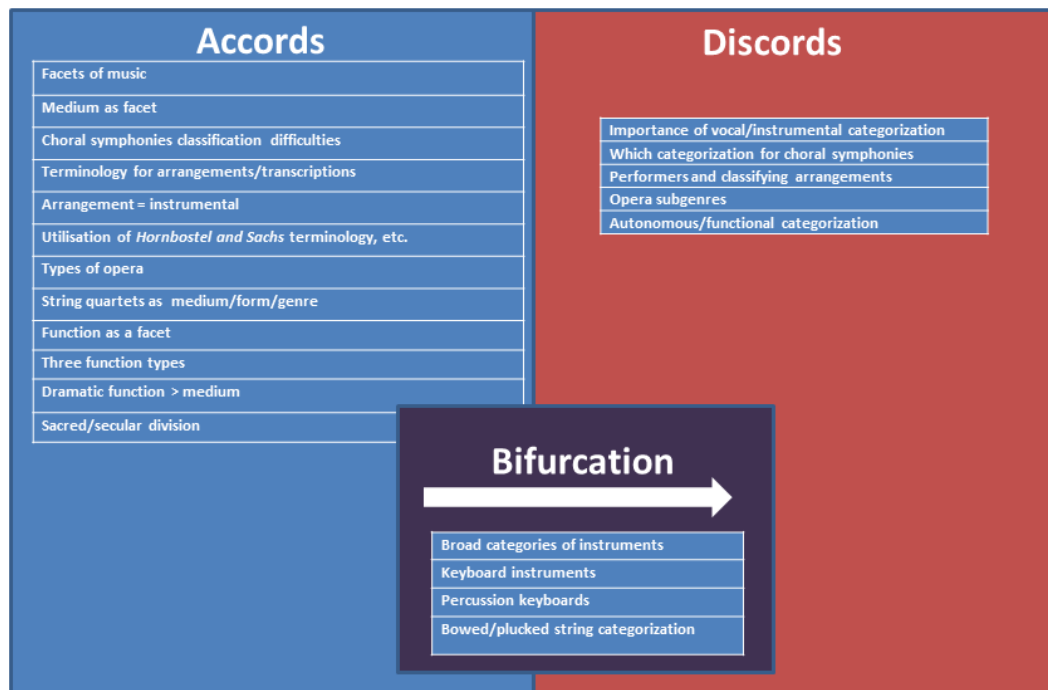 Accords
Facets of music
Medium as facet
Choral symphonies classification difficulties
Terminology for arrangements/transcriptions
Arrangement = instrumental
Utilisation of Hornbostel and Sachs terminology, etc.
Types of opera
String quartets as medium/form/genre
Function as a facet
Three function types
Dramatic function > medium
Sacred/secular division
Discords
Importance of vocal/instrumental categorization
Which categorization for choral symphonies
Performers and classifying arrangements
Opera subgenres
Autonomous/functional categorization
Bifurcation
Broad categories of instruments
Keyboard instruments
Percussion keyboards
Bowed/plucked string categorization